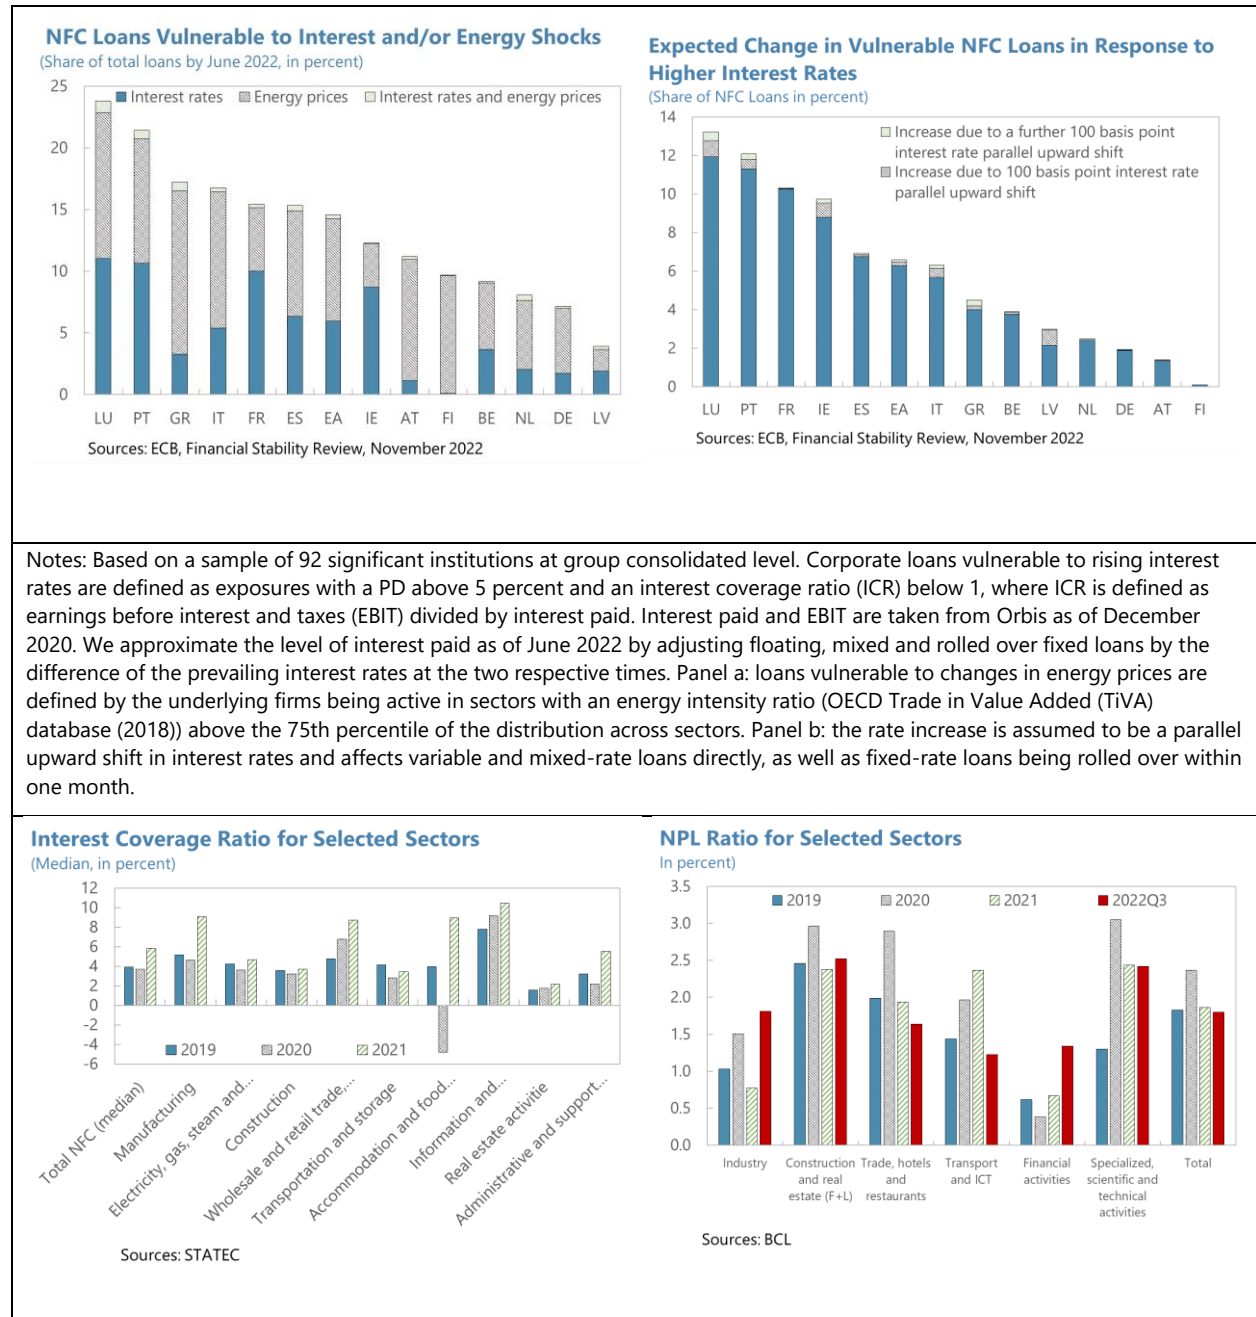 NFC Loans Vulnerable to Interest and/or Energy Shocks
(Share of total loans by June 2022, in percent)
25
20
15
10
5
0
Interest rates
Energy prices
Interest rates and energy prices
LU PT GR IT FR ES EA IE AT FI BE NL DE LV
Sources: ECB, Financial Stability Review, November 2022
Expected Change in Vulnerable NFC Loans in Response to
Higher Interest Rates
(Share of NFC Loans in percent)
14
12
10
8
6
4
2
0
Increase due to a further 100 basis point
interest rate parallel upward shift
Increase due to 100 basis point interest rate
parallel upward shift
LU PT FR IE ES EA IT GR BE LV NL DE AT FI
Sources: ECB, Financial Stability Review, November 2022
Notes: Based on a sample of 92 significant institutions at group consolidated level. Corporate loans vulnerable to rising interest
rates are defined as exposures with a PD above 5 percent and an interest coverage ratio (ICR) below 1, where ICR is defined as
earnings before interest and taxes (EBIT) divided by interest paid. Interest paid and EBIT are taken from Orbis as of December
2020. We approximate the level of interest paid as of June 2022 by adjusting floating, mixed and rolled over fixed loans by the
difference of the prevailing interest rates at the two respective times. Panel a: loans vulnerable to changes in energy prices are
defined by the underlying firms being active in sectors with an energy intensity ratio (OECD Trade in Value Added (TiVA)
database (2018)) above the 75th percentile of the distribution across sectors. Panel b: the rate increase is assumed to be a parallel
upward shift in interest rates and affects variable and mixed-rate loans directly, as well as fixed-rate loans being rolled over within
one month.
Interest Coverage Ratio for Selected Sectors
(Median, in percent)
12
10
8
6
4
2
0
-2
-4
-6
2019
2020
2021
Total NFC (median)
Manufacturing
Electricity, gas, steam and...
Construction
Wholesale and retail trade,...
Transportation and storage
Accommodation and food...
Information and...
Real estate activitie
Administrative and support...
Sources: STATEC
NPL Ratio for Selected Sectors
In percent)
3.5
3.0
2.5
2.0
1.5
1.0
0.5
0.0
2019
2020
2021
2022Q3
Industry
Construction
and real
estate (F+L)
Trade, hotels
and
restaurants
Transport
and ICT
Financial
activities
Specialized,
scientific and
technical
activities
Total
Sources: BCL